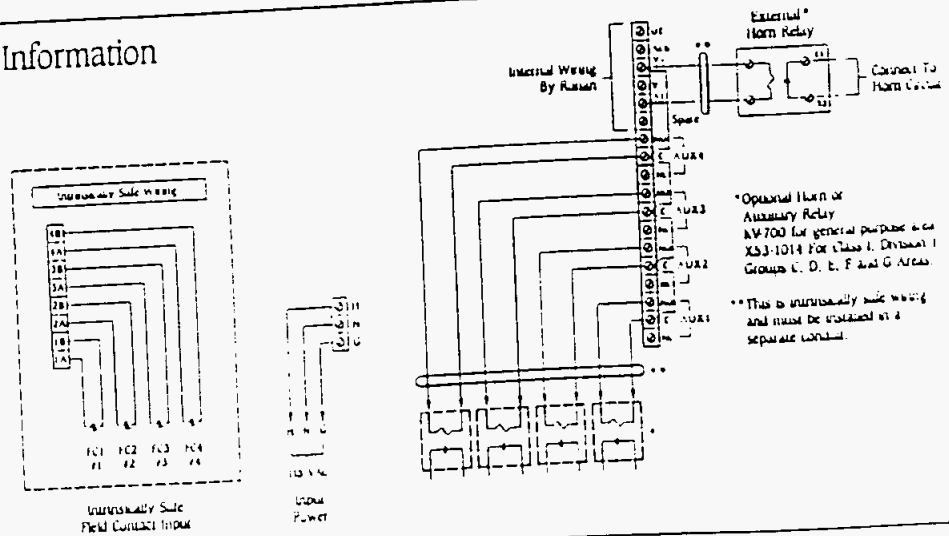 Information
External *
Horn Relay
Internal Wiring
By Ronan
Connect To
Horn Circuit
Spare
C AUX4
C AUX3
C AUX2
C AUX1
Intrinsically Safe Wiring
4B
4A
3B
3A
2B
2A
1B
1A
H
N
G
H N G
FC1 FC2 FC3 FC4
#1 #2 #3 #4
Input
Power
Intrinsically Safe
Field Contact Input
*Optional Horn or
Auxiliary Relay
for general purpose area
X53-1014 For Class I, Division I
Groups C, D, E, F and G Areas.
**This is intrinsically safe wiring
and must be installed in a
separate conduit.
**
**
*